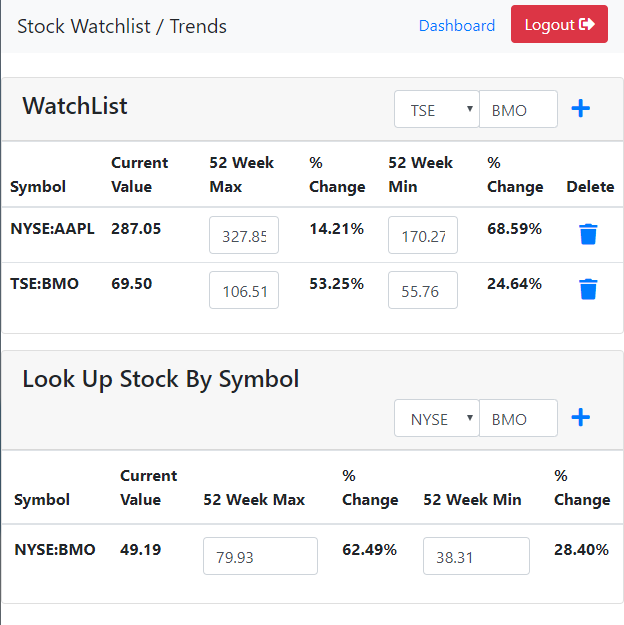 Stock Watchlist / Trends Dashboard Logout
WatchList TSE BMO
Symbol Current Value 52 Week Max % Change 52 Week Min % Change Delete
NYSE:AAPL 287.05 327.85 14.21% 170.27 68.59%
TSE:BMO 69.50 106.51 53.25% 55.76 24.64%
Look Up Stock By Symbol
NYSE BMO
Symbol Current Value 52 Week Max % Change 52 Week Min % Change
NYSE:BMO 49.19 79.93 62.49% 38.31 28.40%